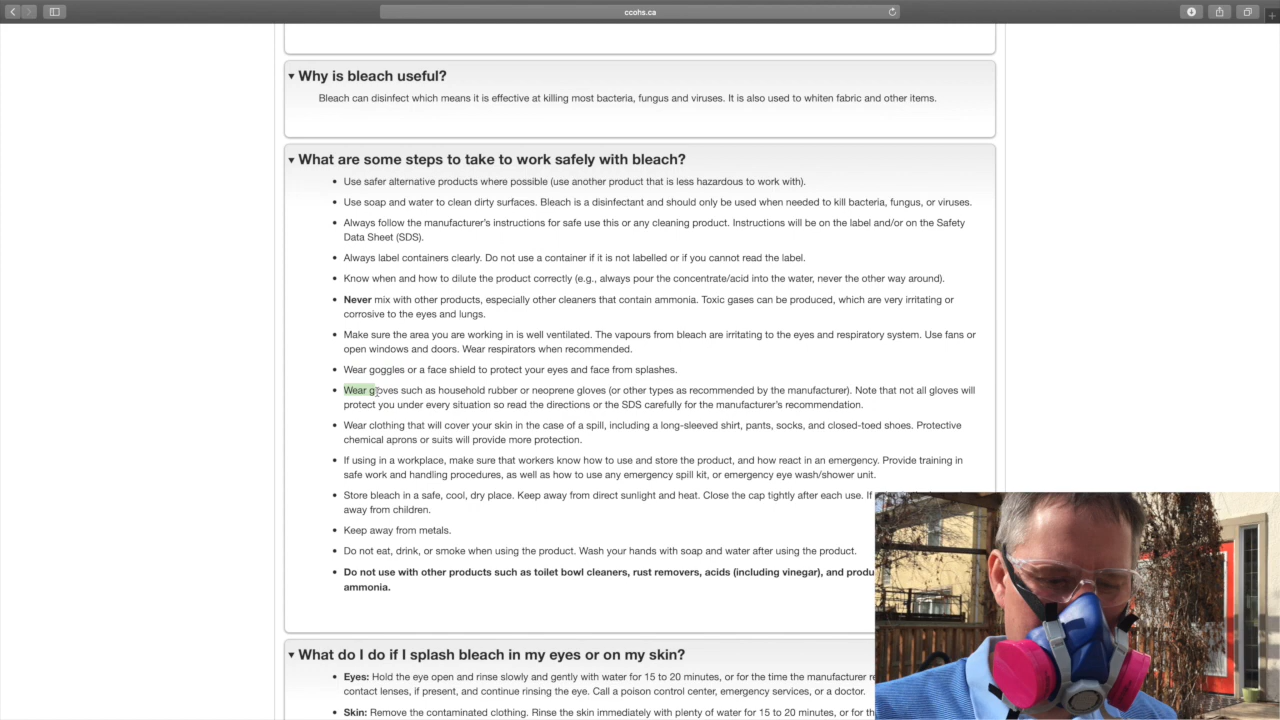 ccohs.ca
Why is bleach useful?
Bleach can disinfect which means it is effective at killing most bacteria, fungus and viruses. It is also used to whiten fabric and other items.
What are some steps to take to work safely with bleach?
Use safer alternative products where possible (use another product that is less hazardous to work with).
Use soap and water to clean dirty surfaces. Bleach is a disinfectant and should only be used when needed to kill bacteria, fungus, or viruses.
Always follow the manufacturer's instructions for safe use this or any cleaning product. Instructions will be on the label and/or on the Safety
Data Sheet (SDS).
Always label containers clearly. Do not use a container if it is not labelled or if you cannot read the label.
Know when and how to dilute the product correctly (e.g., always pour the concentrate/acid into the water, never the other way around).
Never mix with other products, especially other cleaners that contain ammonia. Toxic gases can be produced, which are very irritating or
corrosive to the eyes and lungs.
Make sure the area you are working in is well ventilated. The vapours from bleach are irritating to the eyes and respiratory system. Use fans or
open windows and doors. Wear respirators when recommended.
Wear goggles or a face shield to protect your eyes and face from splashes.
Wear gloves such as household rubber or neoprene gloves (or other types as recommended by the manufacturer). Note that not all gloves will
protect you under every situation so read the directions or the SDS carefully for the manufacturer's recommendation.
Wear clothing that will cover your skin in the case of a spill, including a long-sleeved shirt, pants, socks, and closed-toed shoes. Protective
chemical aprons or suits will provide more protection.
If using in a workplace, make sure that workers know how to use and store the product, and how react in an emergency. Provide training in
safe work and handling procedures, as well as how to use any emergency spill kit, or emergency eye wash/shower unit.
Store bleach in a safe, cool, dry place. Keep away from direct sunlight and heat. Close the cap tightly after each use. If
away from children.
Keep away from metals.
Do not eat, drink, or smoke when using the product. Wash your hands with soap and water after using the product.
Do not use with other products such as toilet bowl cleaners, rust removers, acids (including vinegar), and produ
ammonia.
What do I do if I splash bleach in my eyes or on my skin?
Eyes: Hold the eye open and rinse slowly and gently with water for 15 to 20 minutes, or for the time the manufacturer re
contact lenses, if present, and continue rinsing the eye. Call a poison control center, emergency services, or a doctor.
Skin: Remove the contaminated clothing. Rinse the skin immediately with plenty of water for 15 to 20 minutes, or for th